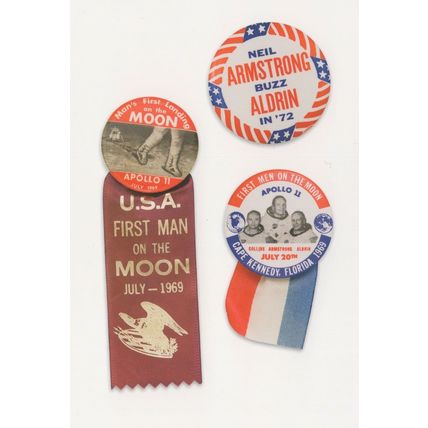 NEIL
ARMSTRONG
BUZZ
ALDRIN
IN '72
Man's First Landing
on the
MOON
APOLLO 11
JULY 1969
U.S.A.
FIRST MAN
ON THE
MOON
JULY — 1969
FIRST MEN ON THE MOON
APOLLO 11
COLLINS ARMSTRONG ALDRIN
JULY 20TH
CAPE KENNEDY, FLORIDA 1969